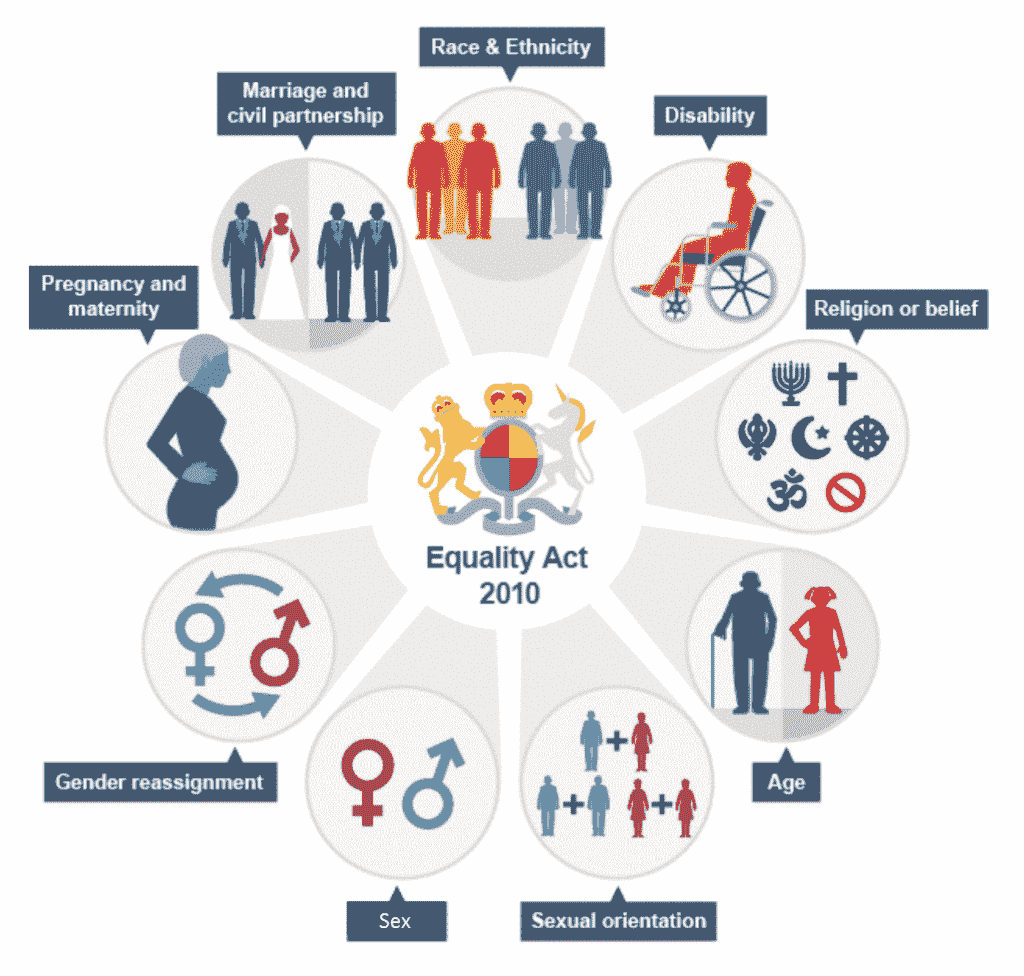 Race & Ethnicity
Marriage and
civil partnership
Disability
Pregnancy and
maternity
Religion or belief
Equality Act
2010
Gender reassignment
Age
Sex
Sexual orientation